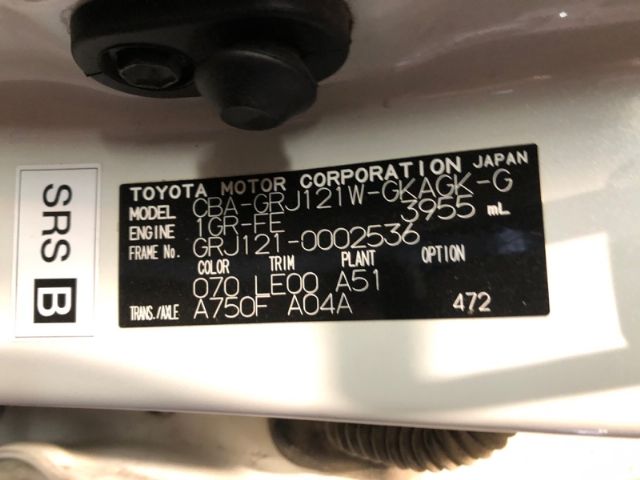 SRS B
TOYOTA MOTOR CORPORATION JAPAN
MODEL CBA-GRJ121W-GKAGK-G
ENGINE 1GR-FE 3955 mL
FRAME No. GRJ121-0002536
COLOR TRIM PLANT OPTION
070 LE00 A51
TRANS./AXLE A750F A04A 472